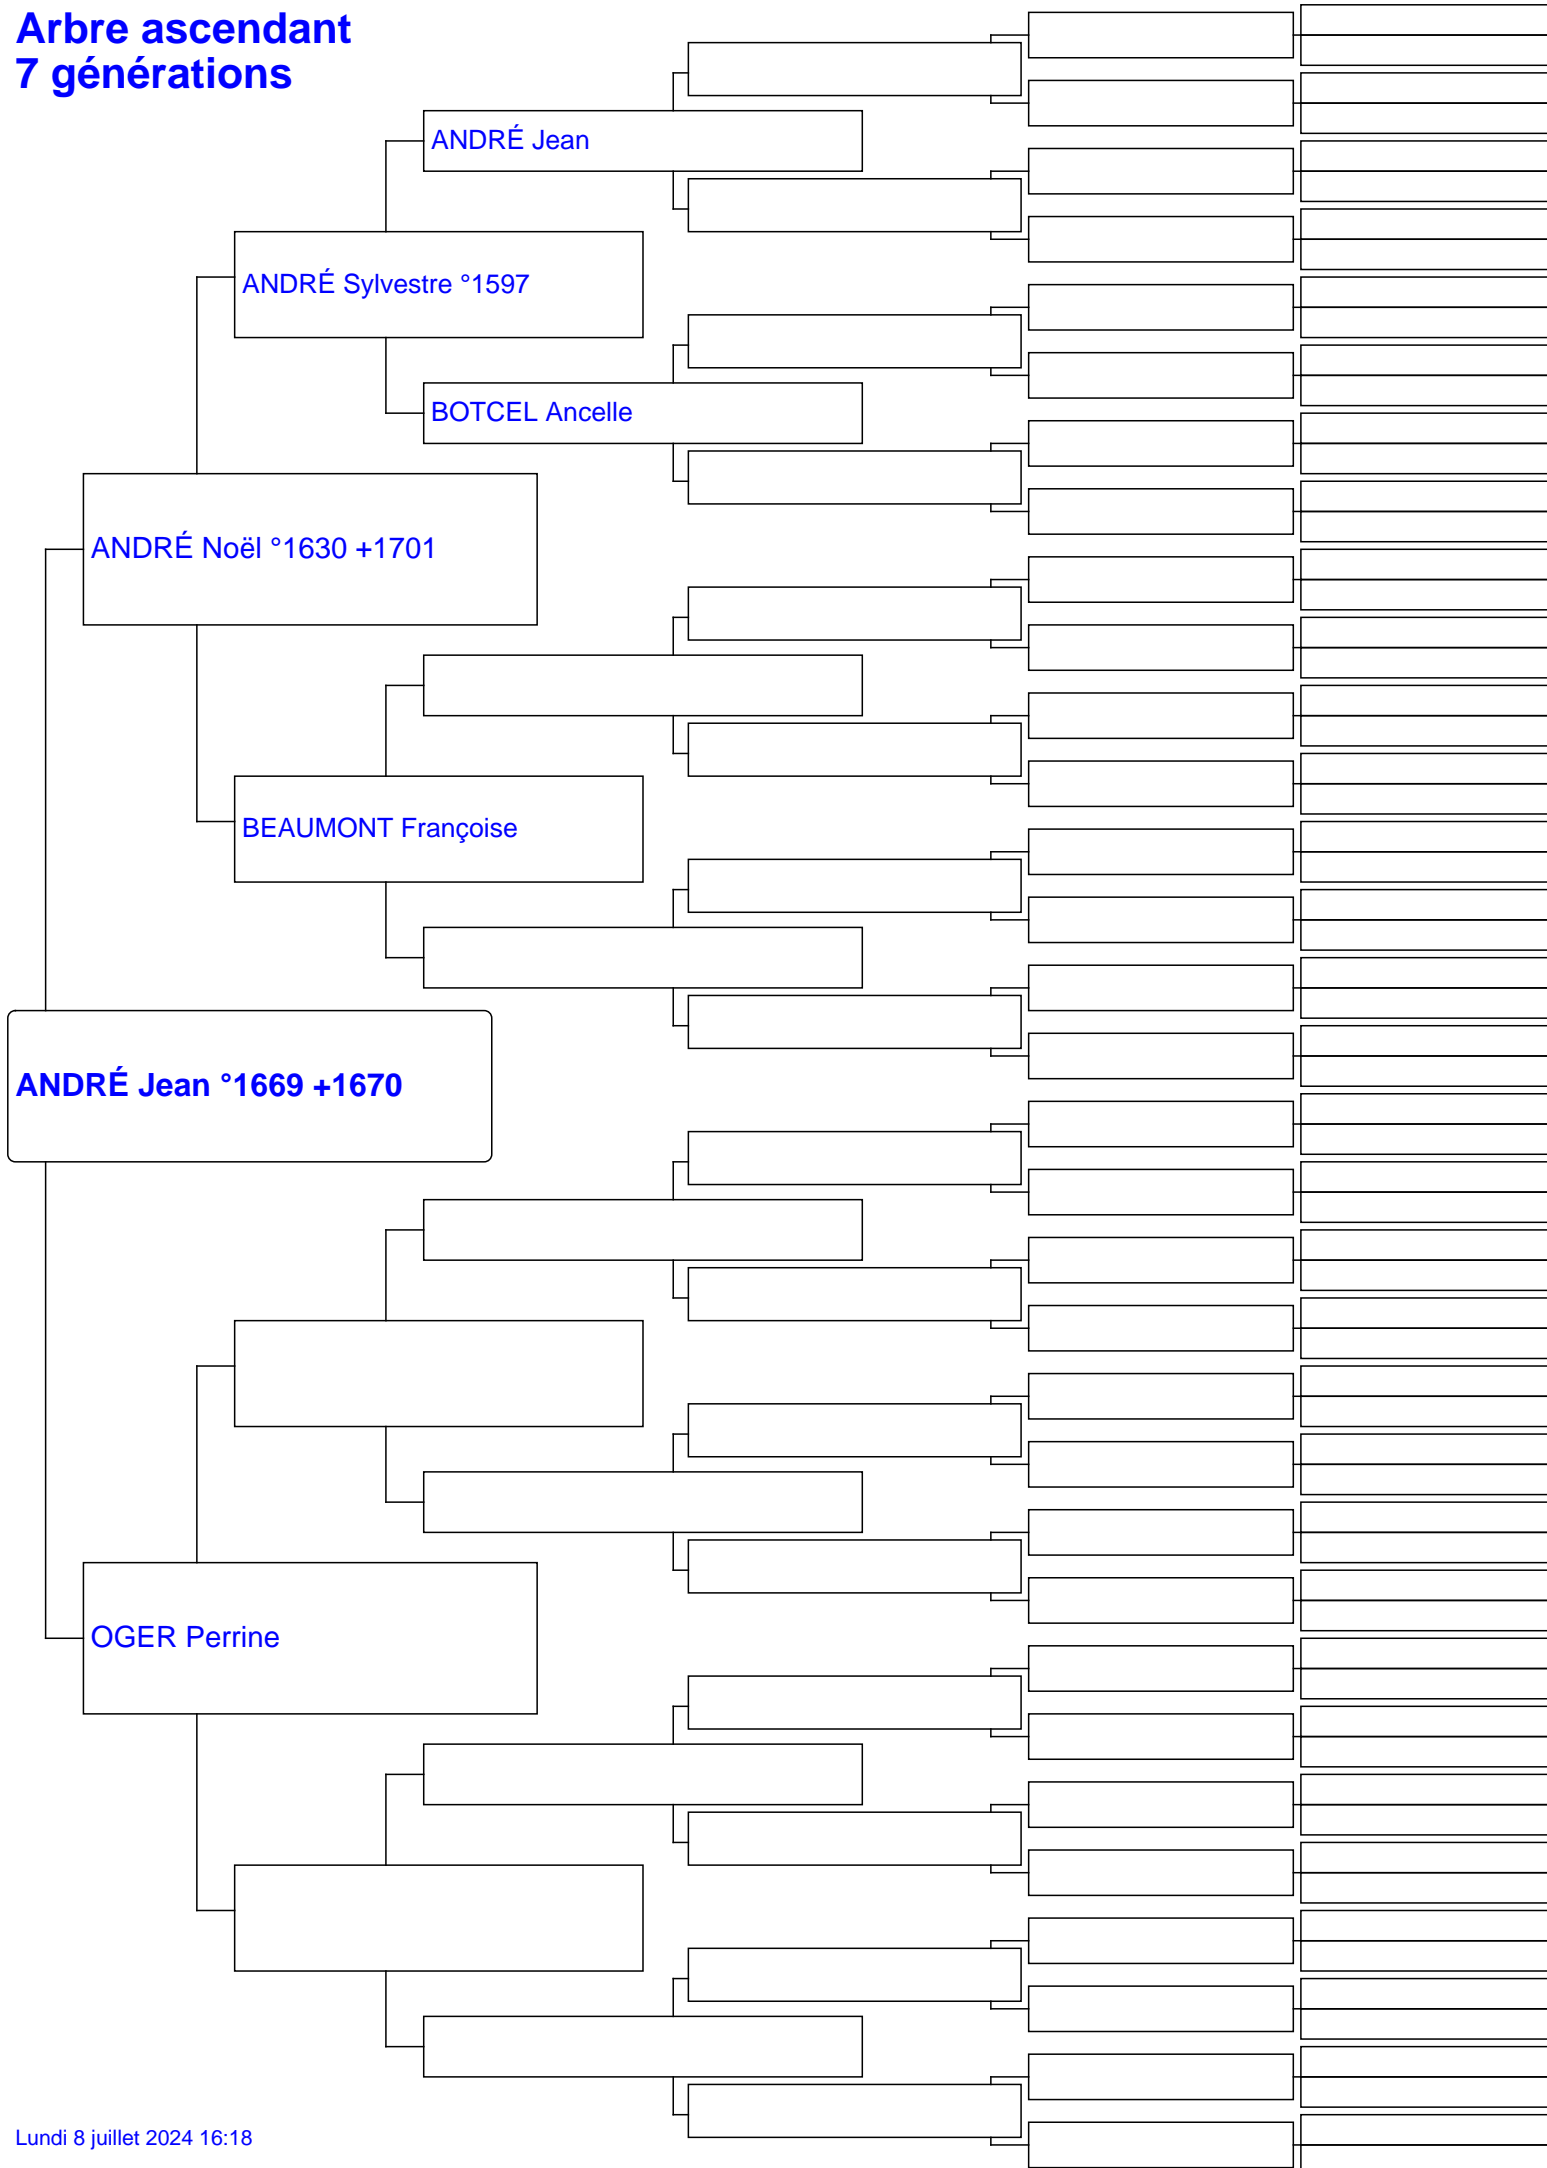 Arbre ascendant
7 générations
ANDRÉ Jean
ANDRÉ Sylvestre °1597
BOTCEL Ancelle
ANDRÉ Noël °1630 +1701
BEAUMONT Françoise
ANDRÉ Jean °1669 +1670
OGER Perrine
Lundi 8 juillet 2024 16:18